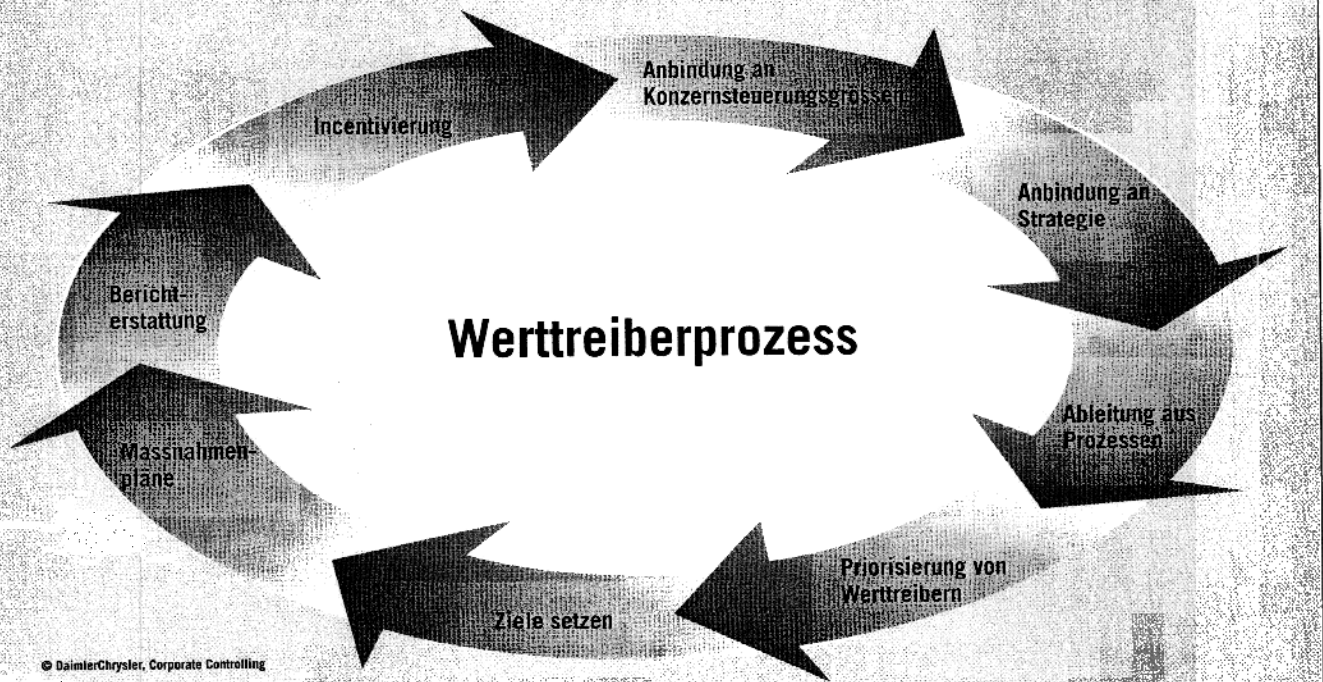 Anbindung an
Konzernsteuerungsgrössen
Anbindung an
Strategie
Ableitung aus
Prozessen
Priorisierung von
Werttreibern
Ziele setzen
Massnahmen-
pläne
Bericht-
erstattung
Incentivierung
Werttreiberprozess
© DaimlerChrysler, Corporate Controlling